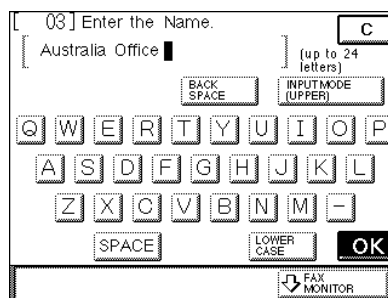 [ 03] Enter the Name.
C
[ Australia Office ] (up to 24
letters)
BACK
SPACE
INPUT MODE
(UPPER)
Q W E R T Y U I O P
A S D F G H J K L
Z X C V B N M -
SPACE
LOWER
CASE
OK
FAX
MONITOR